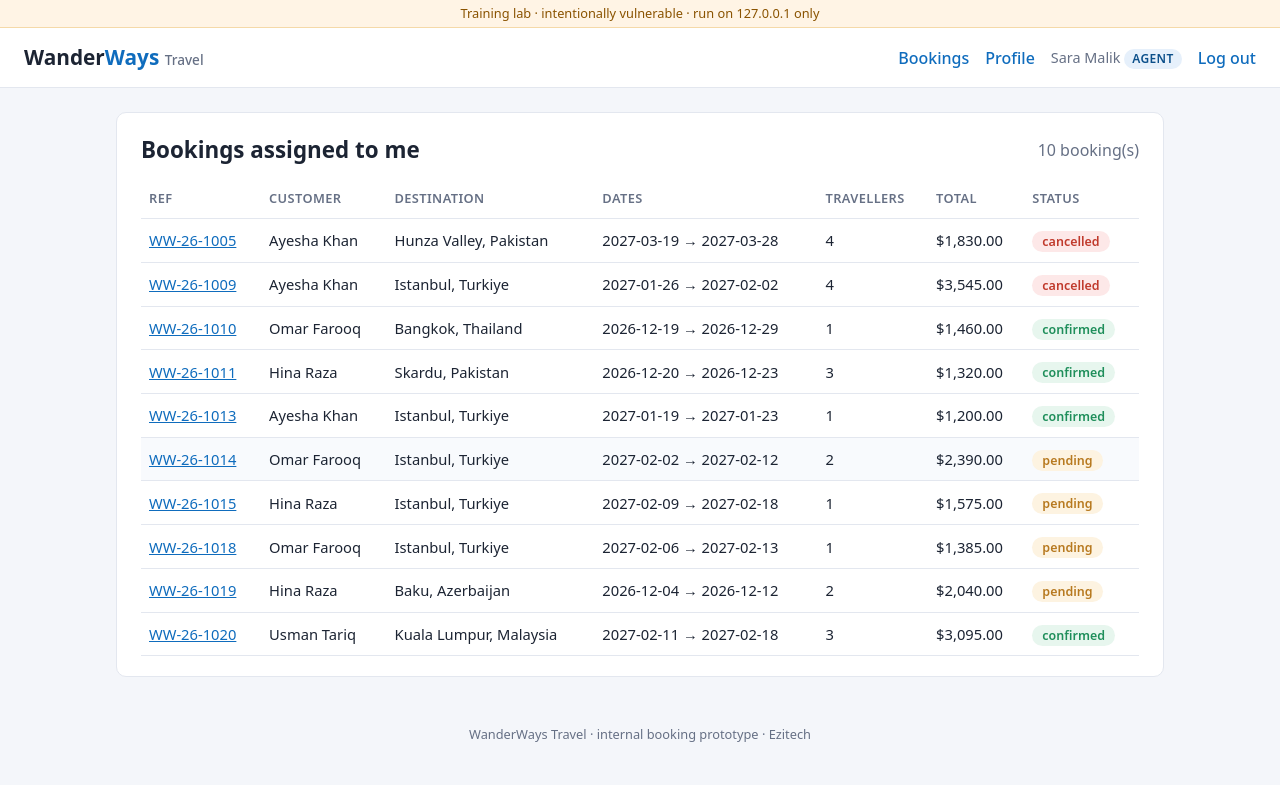 Training lab · intentionally vulnerable · run on 127.0.0.1 only
WanderWays Travel
Bookings Profile Sara Malik AGENT Log out
Bookings assigned to me
10 booking(s)
REF CUSTOMER DESTINATION DATES TRAVELLERS TOTAL STATUS
WW-26-1005 Ayesha Khan Hunza Valley, Pakistan 2027-03-19 → 2027-03-28 4 $1,830.00 cancelled
WW-26-1009 Ayesha Khan Istanbul, Turkiye 2027-01-26 → 2027-02-02 4 $3,545.00 cancelled
WW-26-1010 Omar Farooq Bangkok, Thailand 2026-12-19 → 2026-12-29 1 $1,460.00 confirmed
WW-26-1011 Hina Raza Skardu, Pakistan 2026-12-20 → 2026-12-23 3 $1,320.00 confirmed
WW-26-1013 Ayesha Khan Istanbul, Turkiye 2027-01-19 → 2027-01-23 1 $1,200.00 confirmed
WW-26-1014 Omar Farooq Istanbul, Turkiye 2027-02-02 → 2027-02-12 2 $2,390.00 pending
WW-26-1015 Hina Raza Istanbul, Turkiye 2027-02-09 → 2027-02-18 1 $1,575.00 pending
WW-26-1018 Omar Farooq Istanbul, Turkiye 2027-02-06 → 2027-02-13 1 $1,385.00 pending
WW-26-1019 Hina Raza Baku, Azerbaijan 2026-12-04 → 2026-12-12 2 $2,040.00 pending
WW-26-1020 Usman Tariq Kuala Lumpur, Malaysia 2027-02-11 → 2027-02-18 3 $3,095.00 confirmed
WanderWays Travel · internal booking prototype · Ezitech